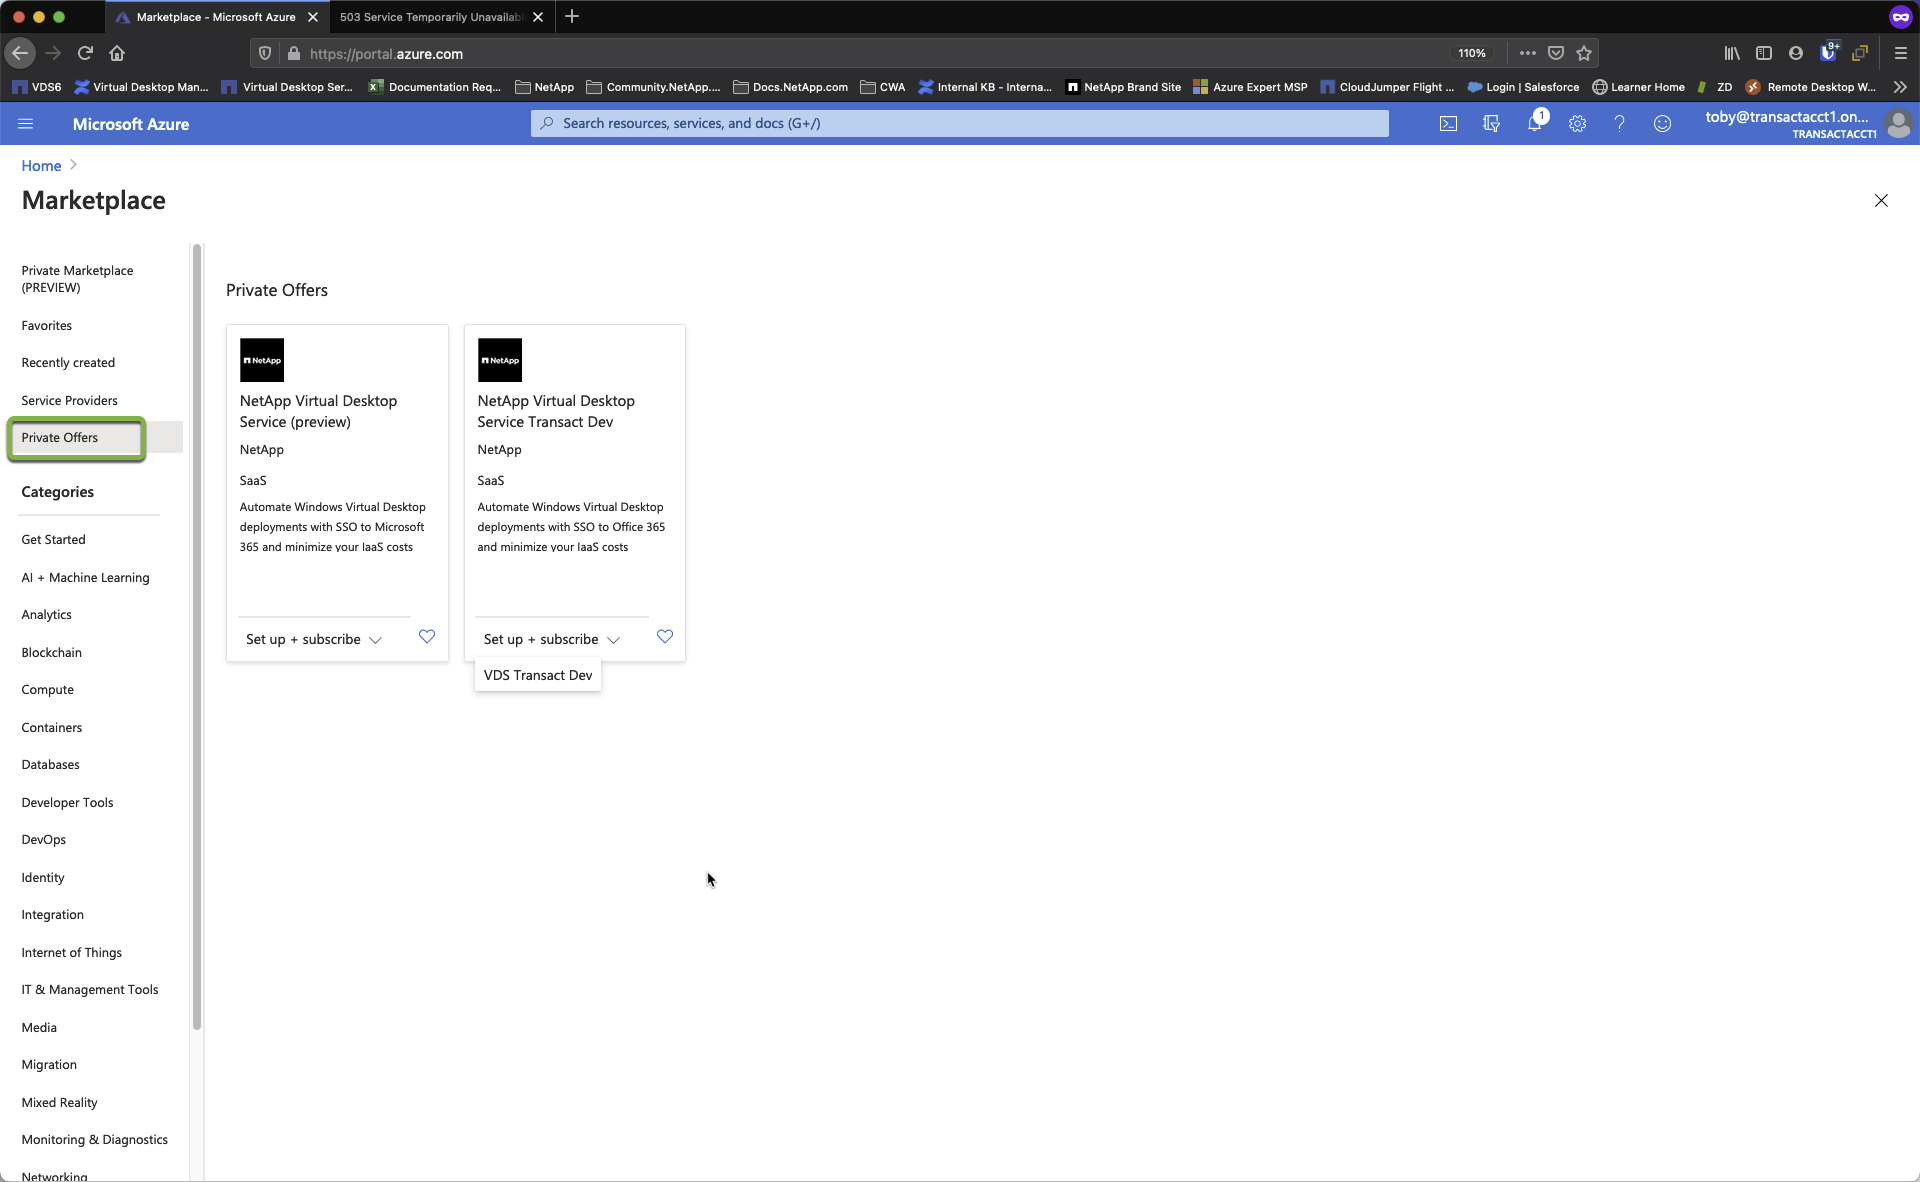 Marketplace - Microsoft Azure
503 Service Temporarily Unavailabl
https://portal.azure.com
110%
9+
VDS6
Virtual Desktop Man...
Virtual Desktop Ser...
Documentation Req...
NetApp
Community.NetApp....
Docs.NetApp.com
CWA
Internal KB - Interna...
NetApp Brand Site
Azure Expert MSP
CloudJumper Flight ...
Login | Salesforce
Learner Home
ZD
Remote Desktop W...
Microsoft Azure
Search resources, services, and docs (G+/)
1
toby@transactacct1.on...
TRANSACTACCT1
Home
Marketplace
Private Marketplace
(PREVIEW)
Favorites
Recently created
Service Providers
Private Offers
Categories
Get Started
AI + Machine Learning
Analytics
Blockchain
Compute
Containers
Databases
Developer Tools
DevOps
Identity
Integration
Internet of Things
IT & Management Tools
Media
Migration
Mixed Reality
Monitoring & Diagnostics
Networking
Private Offers
NetApp
NetApp Virtual Desktop
Service (preview)
NetApp
SaaS
Automate Windows Virtual Desktop
deployments with SSO to Microsoft
365 and minimize your IaaS costs
Set up + subscribe
NetApp
NetApp Virtual Desktop
Service Transact Dev
NetApp
SaaS
Automate Windows Virtual Desktop
deployments with SSO to Office 365
and minimize your IaaS costs
Set up + subscribe
VDS Transact Dev